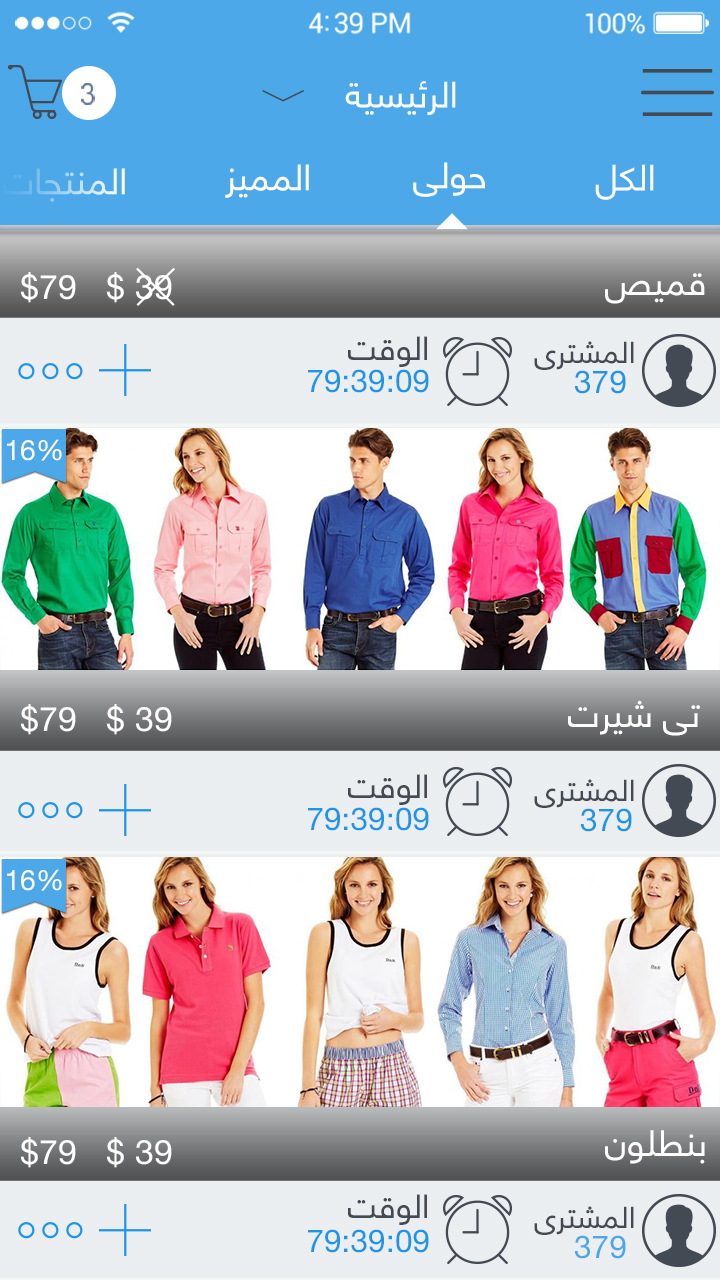 4:39 PM 100%
الرئيسية 3
الكل حولى المميز المنتجات
قميص $ 39 $79
المشترى الوقت
379 79:39:09
16%
تى شيرت $ 39 $79
المشترى الوقت
379 79:39:09
16%
بنطلون $ 39 $79
المشترى الوقت
379 79:39:09